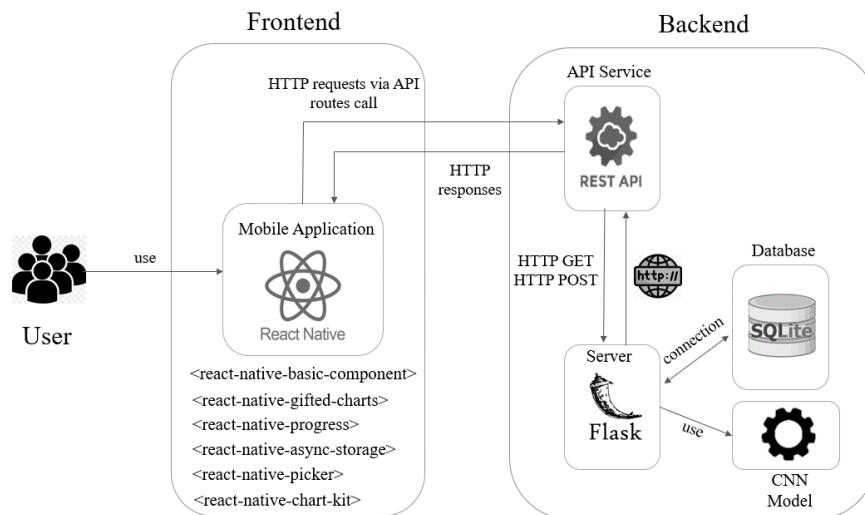 Frontend
Backend
HTTP requests via API
routes call
API Service
REST API
HTTP
responses
Mobile Application
React Native
use
User
HTTP GET
HTTP POST
http://
Database
SQLite
connection
Server
Flask
use
CNN
Model
<react-native-basic-component>
<react-native-gifted-charts>
<react-native-progress>
<react-native-async-storage>
<react-native-picker>
<react-native-chart-kit>